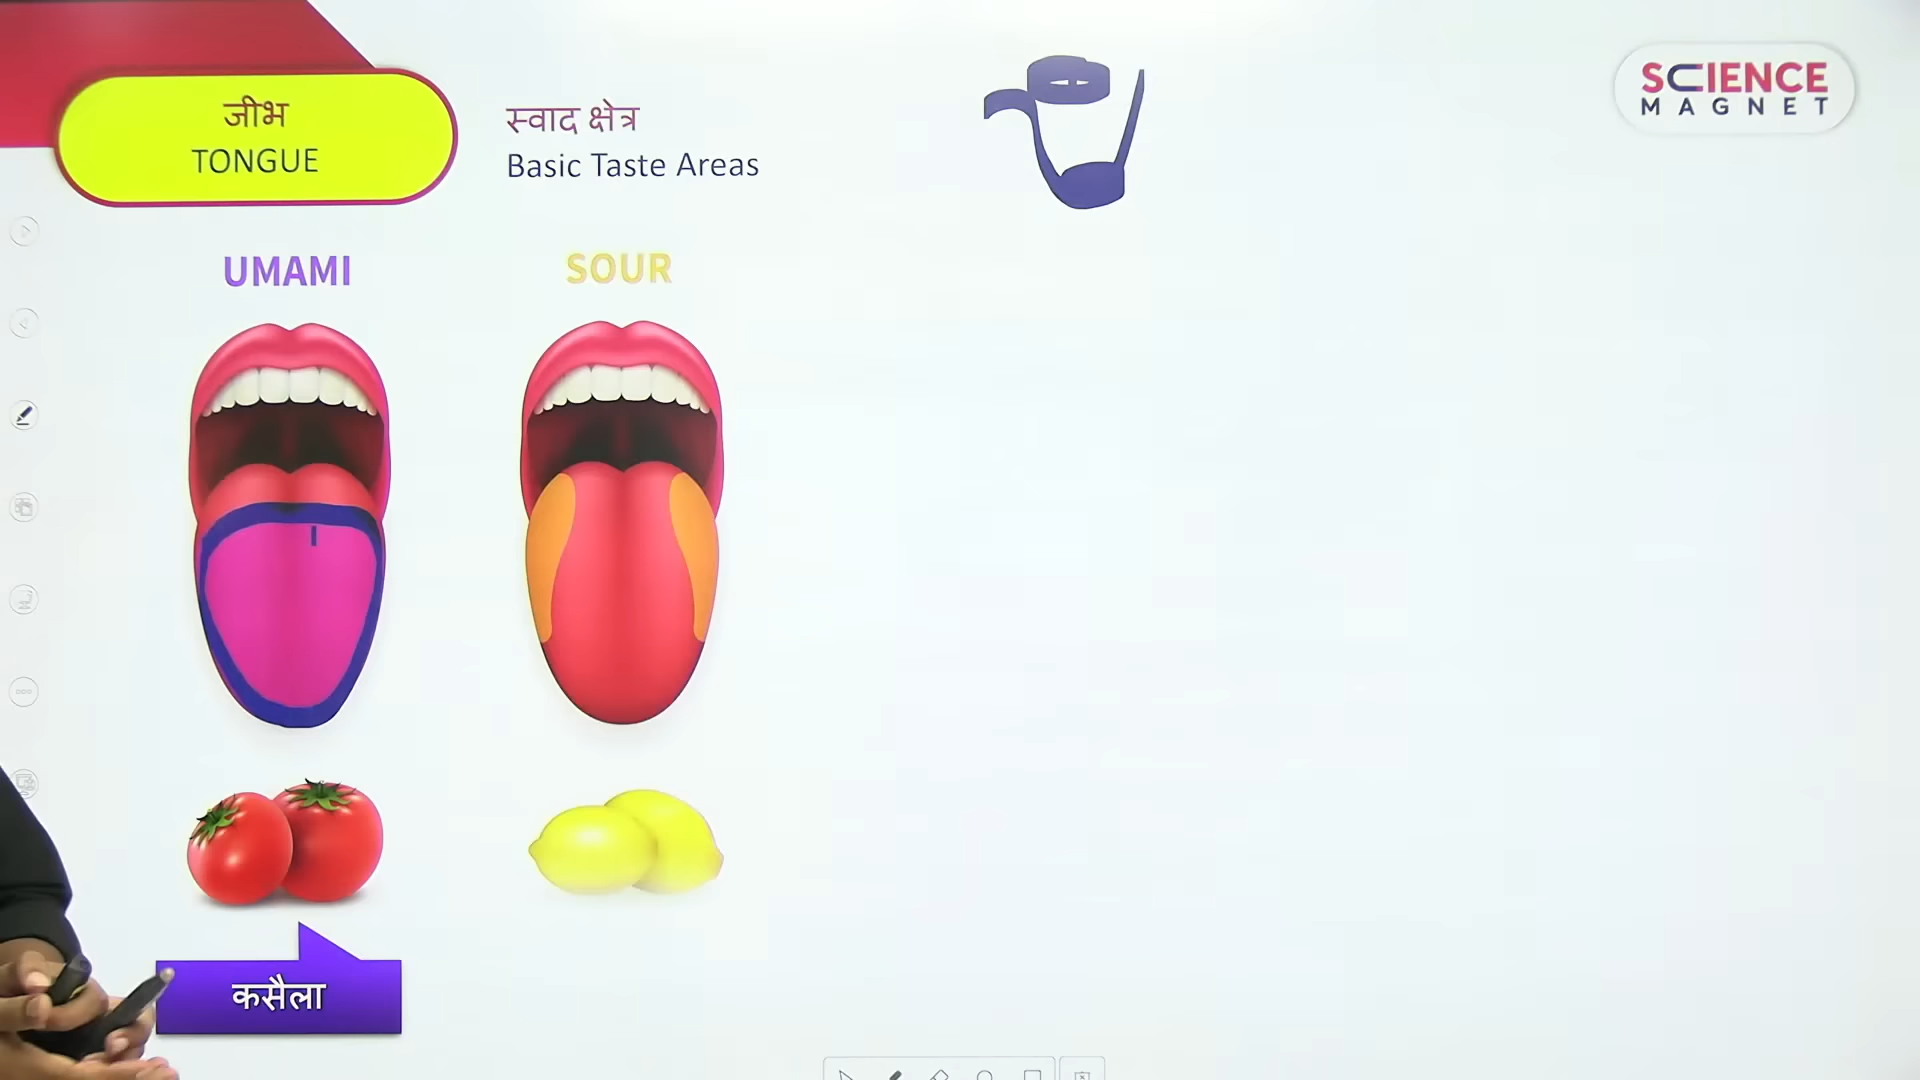 जीभ
TONGUE
स्वाद क्षेत्र
Basic Taste Areas
SCIENCE
MAGNET
UMAMI
SOUR
कसैला